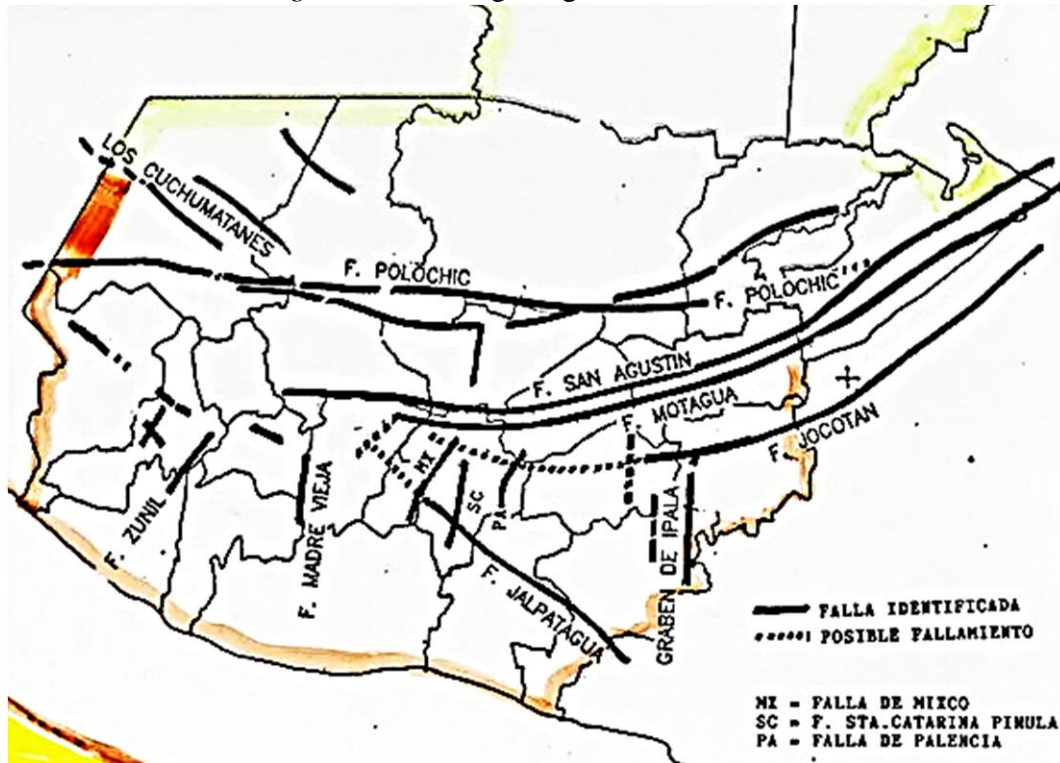 LOS CUCHUMATANES
F. POLOCHIC
F. POLOCHIC
F. SAN AGUSTIN
F. MOTAGUA
F. JOCOTAN
F. ZUNIL
F. MADRE VIEJA
MX
SC
PA
F. JALPATAGUA
GRABEN DE IPALA
FALLA IDENTIFICADA
POSIBLE FALLAMIENTO
MX = FALLA DE MIXCO
SC = F. STA.CATARINA PINULA
PA = FALLA DE PALENCIA